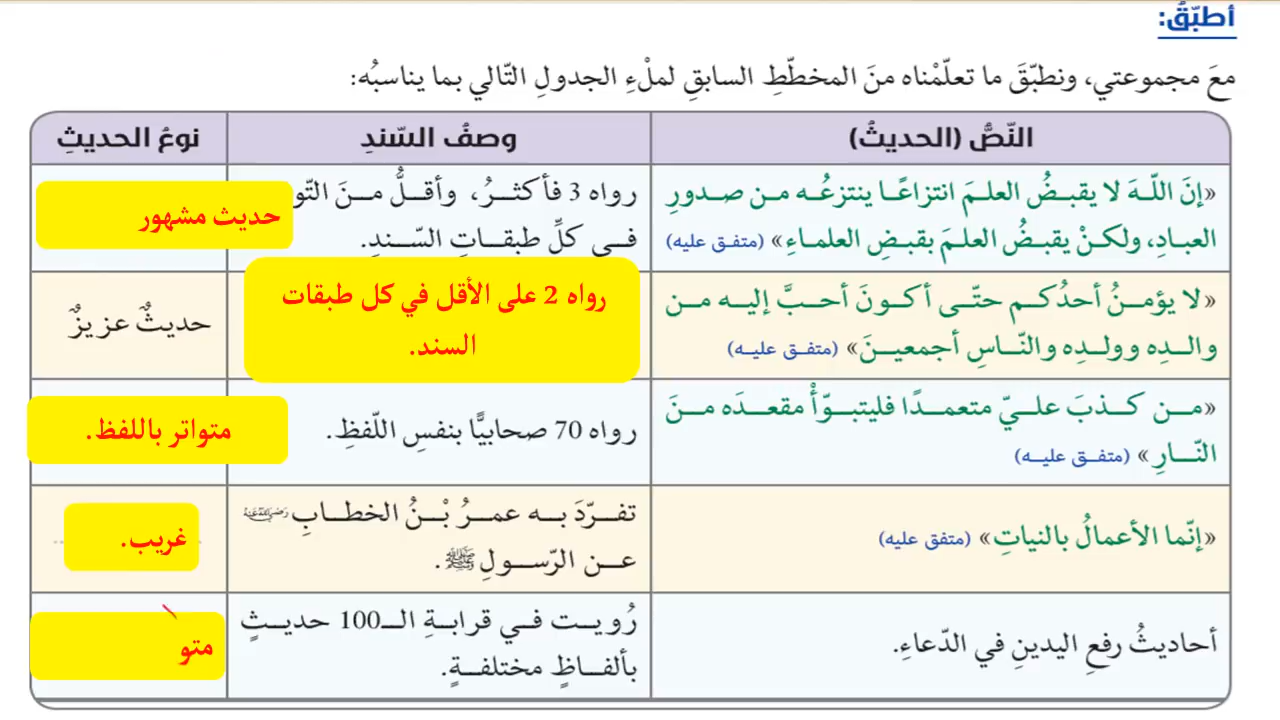 أطبّقُ:
معَ مجموعتي، ونطبّقَ ما تعلّمْناه منَ المخطّطِ السابقِ لملْءِ الجدولِ التّالي بما يناسبُه:
النّصُّ (الحديثُ)
وصفُ السّندِ
نوعُ الحديثِ
«إنَ اللّهَ لا يقبضُ العلمَ انتزاعًا ينتزعُه من صدورِ
العبادِ، ولكنْ يقبضُ العلمَ بقبضِ العلماءِ» (متفق عليه)
رواه 3 فأكثرُ، وأقلُّ منَ التّو
في كلِّ طبقاتِ السّندِ.
حديث مشهور
«لا يؤمنُ أحدُكم حتّى أكونَ أحبَّ إليه من
والدِه وولدِه والنّاسِ أجمعينَ» (متفق عليه)
رواه 2 على الأقل في كل طبقات
السند.
حديثٌ عزيزٌ
«من كذبَ عليّ متعمدًا فليتبوّأْ مقعدَه منَ
النّارِ» (متفق عليه)
رواه 70 صحابيًّا بنفسِ اللّفظِ.
متواتر باللفظ.
«إنّما الأعمالُ بالنياتِ» (متفق عليه)
تفرّدَ به عمرُ بْنُ الخطابِ رضي الله عنه
عن الرّسولِ ﷺ.
غريب.
أحاديثُ رفعِ اليدينِ في الدّعاءِ.
رُويت في قرابةِ الـ100 حديثٍ
بألفاظٍ مختلفةٍ.
متو